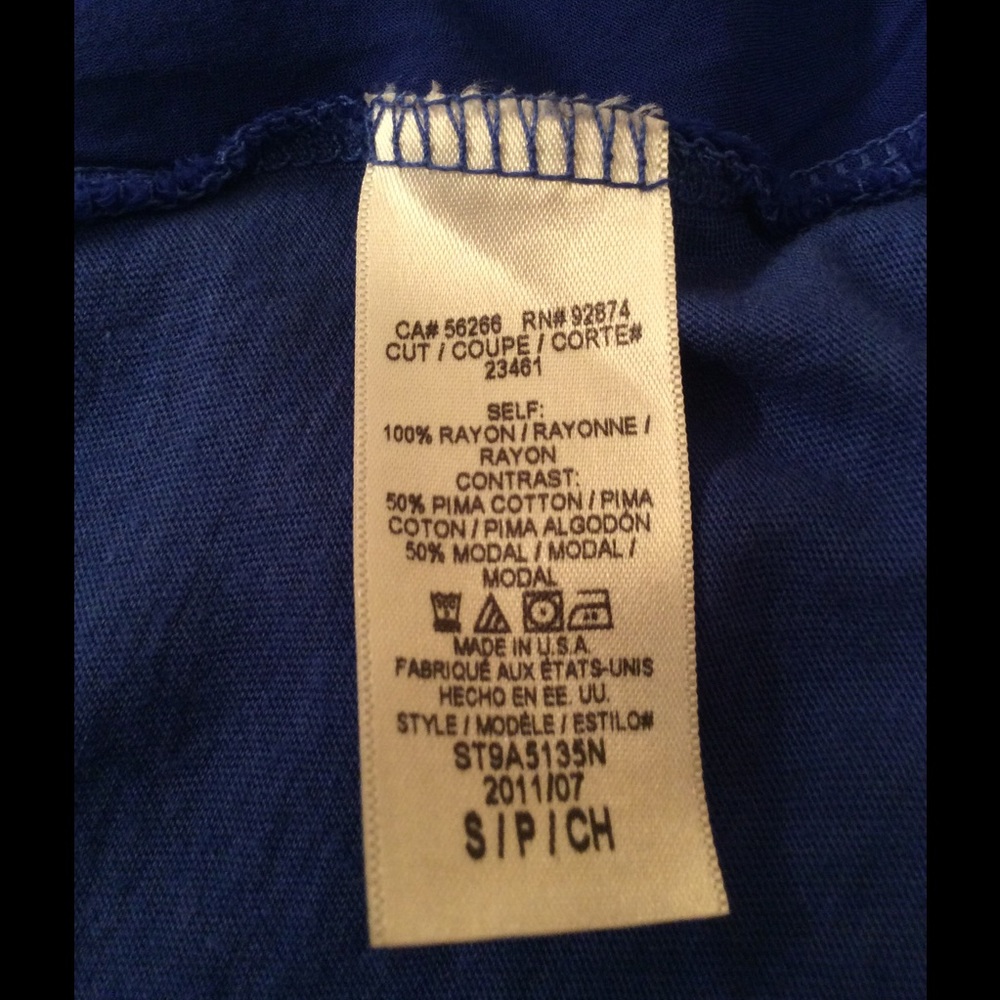 CA# 56266 RN# 92874
CUT / COUPE / CORTE#
23461
SELF:
100% RAYON / RAYONNE /
RAYON
CONTRAST:
50% PIMA COTTON / PIMA
COTON / PIMA ALGODÓN
50% MODAL / MODAL /
MODAL
MADE IN U.S.A.
FABRIQUÉ AUX ÉTATS-UNIS
HECHO EN EE. UU.
STYLE / MODÈLE / ESTILO#
ST9A5135N
2011/07
S / P / CH